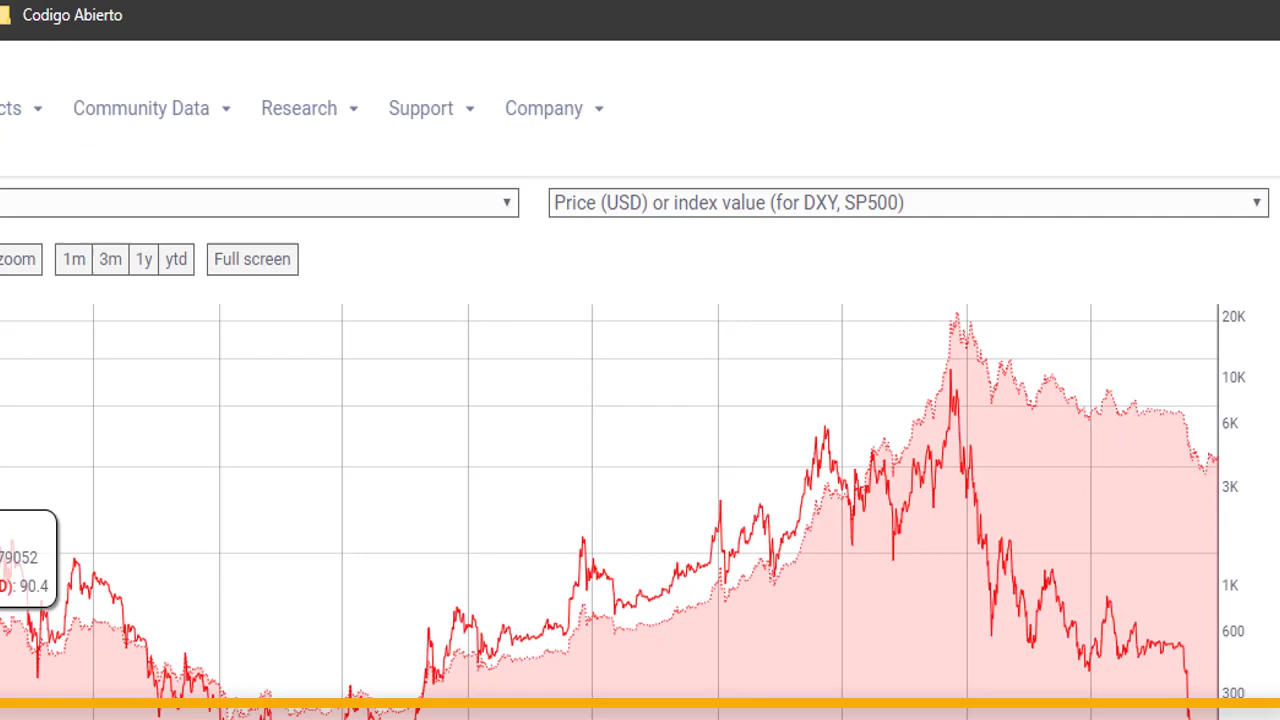 Codigo Abierto
cts Community Data Research Support Company
Price (USD) or index value (for DXY, SP500)
zoom 1m 3m 1y ytd Full screen
20K
10K
6K
3K
79052
D): 90.4
1K
600
300